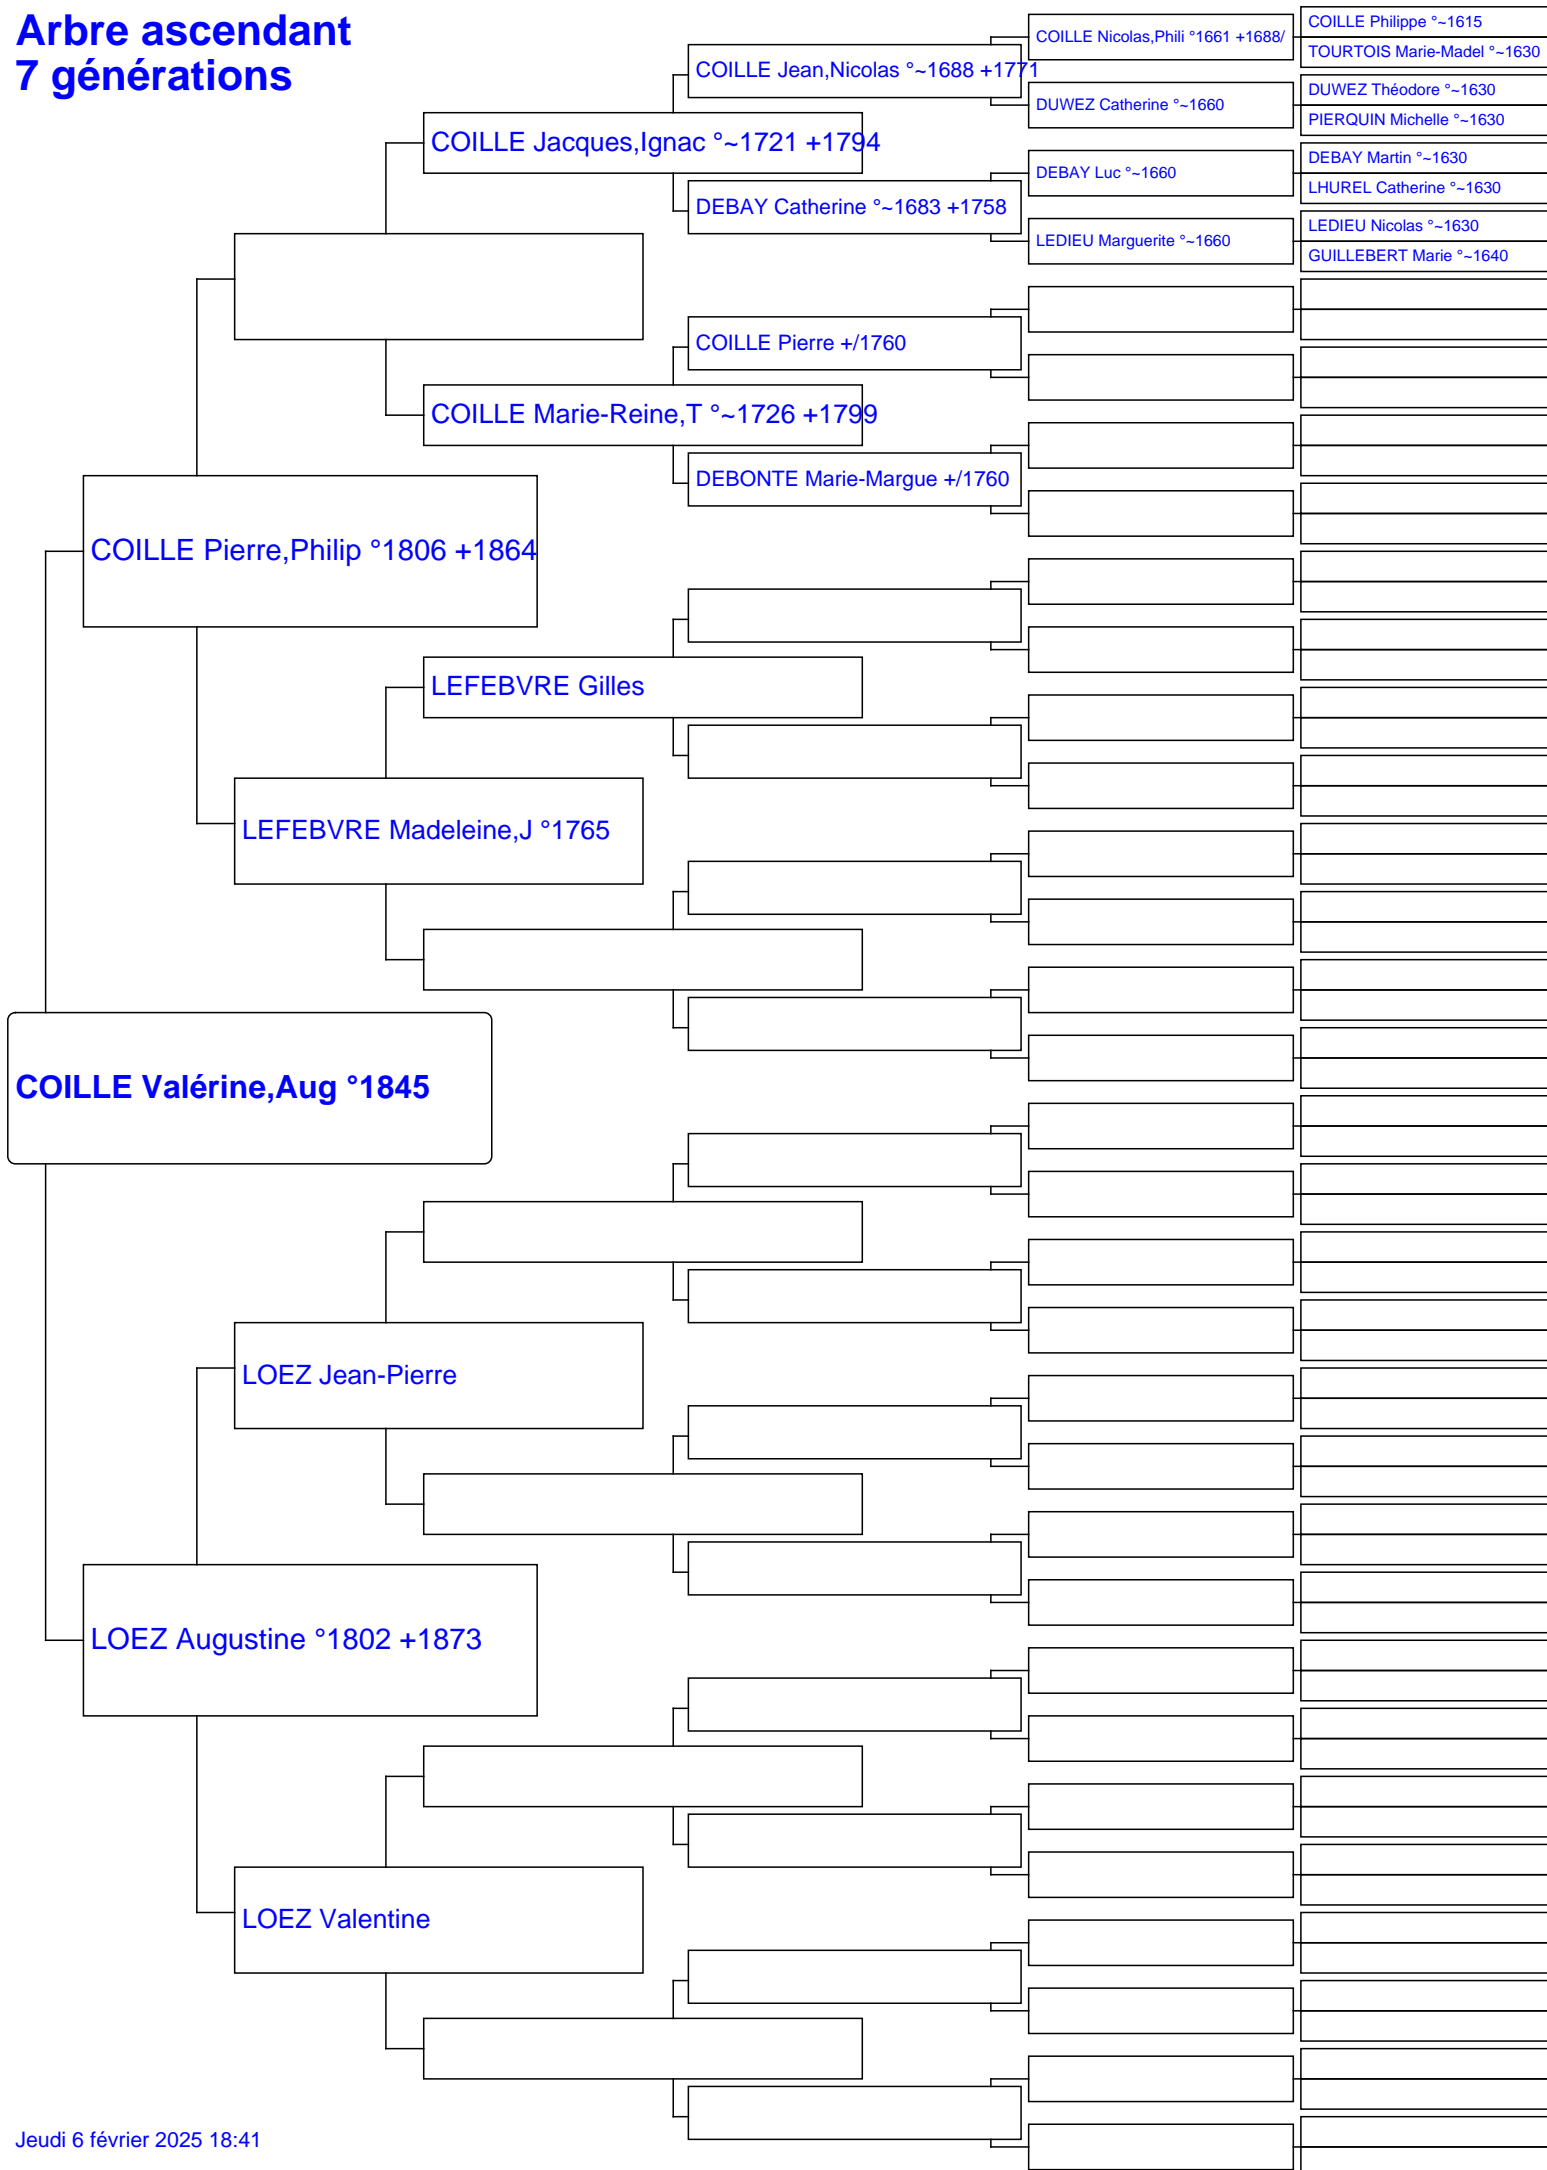 Arbre ascendant
7 générations
COILLE Nicolas,Phili °1661 +1688/
COILLE Philippe °~1615
TOURTOIS Marie-Madel °~1630
COILLE Jean,Nicolas °~1688 +1771
DUWEZ Catherine °~1660
DUWEZ Théodore °~1630
PIERQUIN Michelle °~1630
COILLE Jacques,Ignac °~1721 +1794
DEBAY Luc °~1660
DEBAY Martin °~1630
LHUREL Catherine °~1630
DEBAY Catherine °~1683 +1758
LEDIEU Marguerite °~1660
LEDIEU Nicolas °~1630
GUILLEBERT Marie °~1640
COILLE Pierre +/1760
COILLE Marie-Reine,T °~1726 +1799
DEBONTE Marie-Margue +/1760
COILLE Pierre,Philip °1806 +1864
LEFEBVRE Gilles
LEFEBVRE Madeleine,J °1765
COILLE Valérine,Aug °1845
LOEZ Jean-Pierre
LOEZ Augustine °1802 +1873
LOEZ Valentine
Jeudi 6 février 2025 18:41